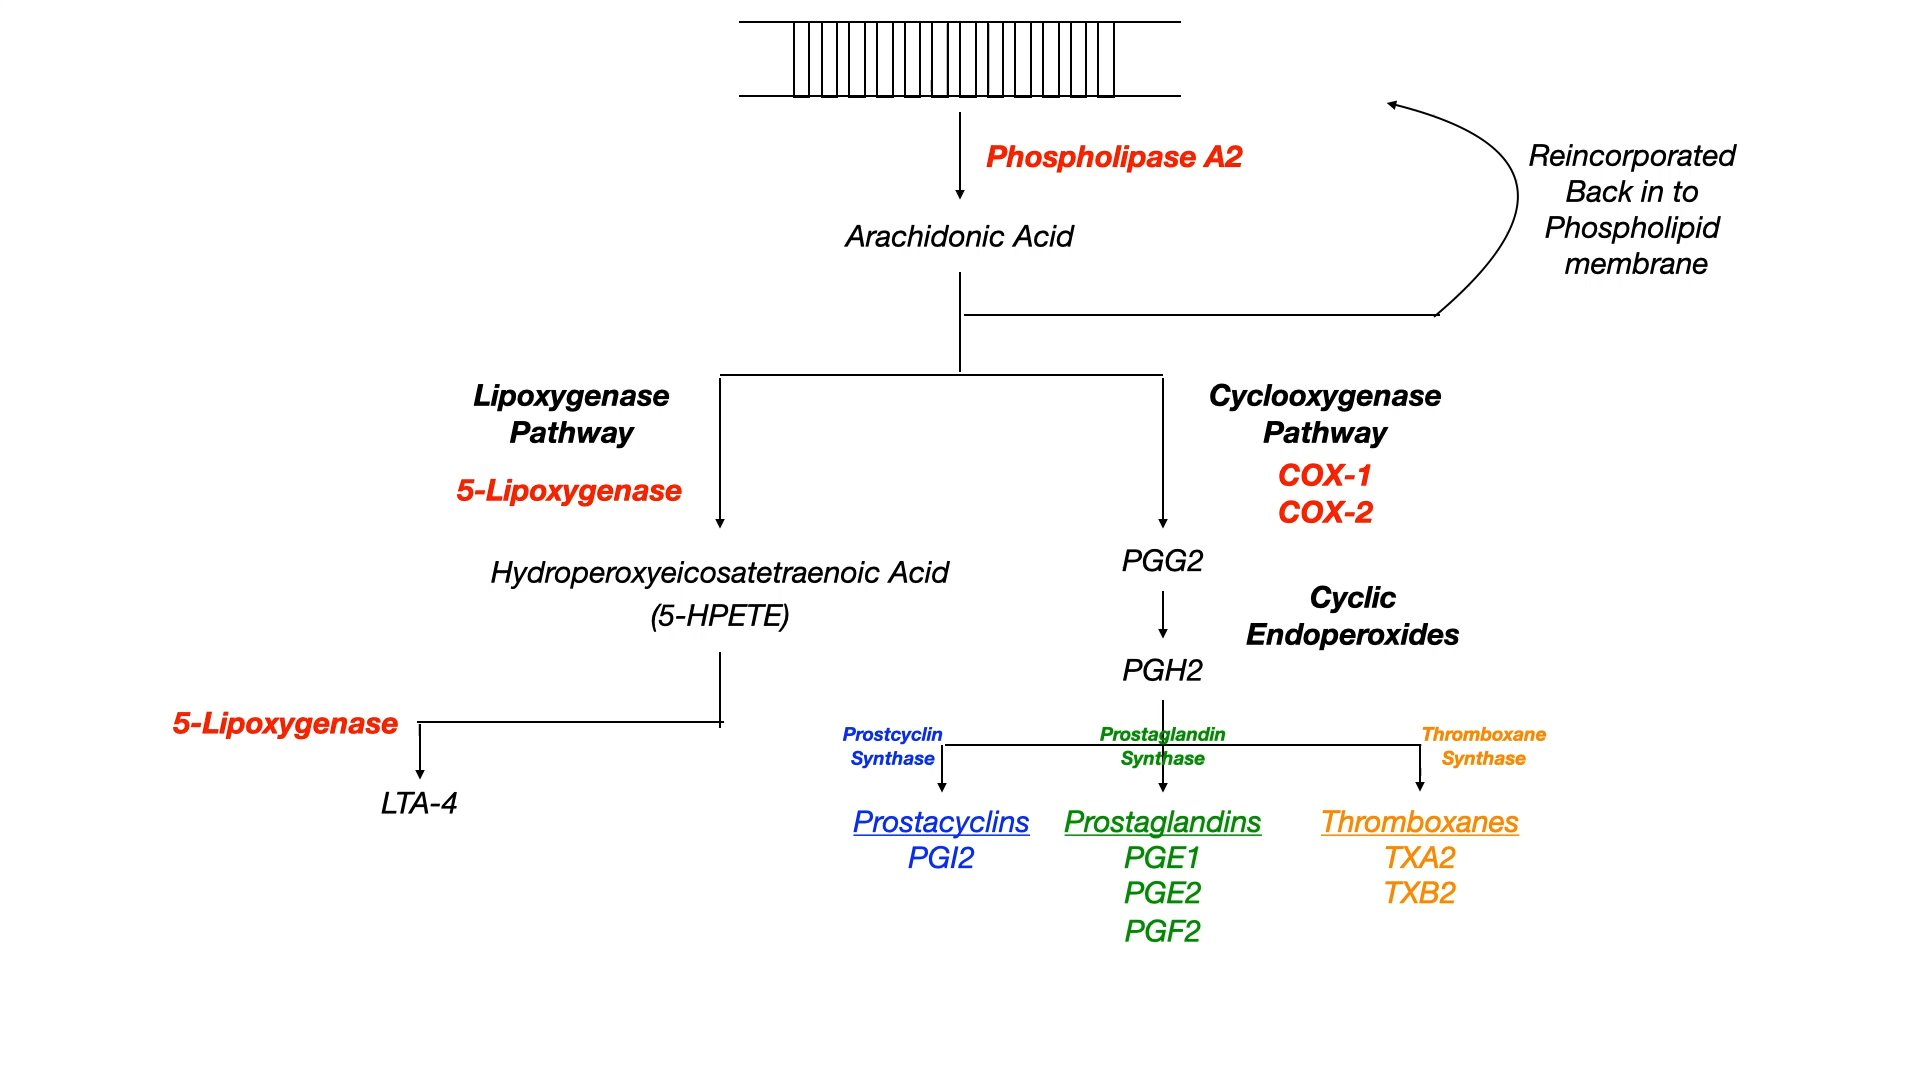 Phospholipase A2
Arachidonic Acid
Reincorporated
Back in to
Phospholipid
membrane
Lipoxygenase
Pathway
5-Lipoxygenase
Cyclooxygenase
Pathway
COX-1
COX-2
Hydroperoxyeicosatetraenoic Acid
(5-HPETE)
PGG2
Cyclic
Endoperoxides
PGH2
5-Lipoxygenase
LTA-4
Prostcyclin
Synthase
Prostaglandin
Synthase
Thromboxane
Synthase
Prostacyclins
PGI2
Prostaglandins
PGE1
PGE2
PGF2
Thromboxanes
TXA2
TXB2